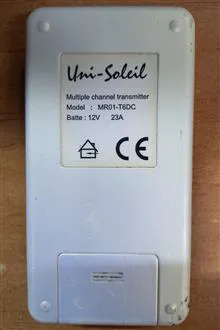 Uni-Soleil
Multiple channel transmitter
Model : MR01-T6DC
Batte : 12V 23A
CE